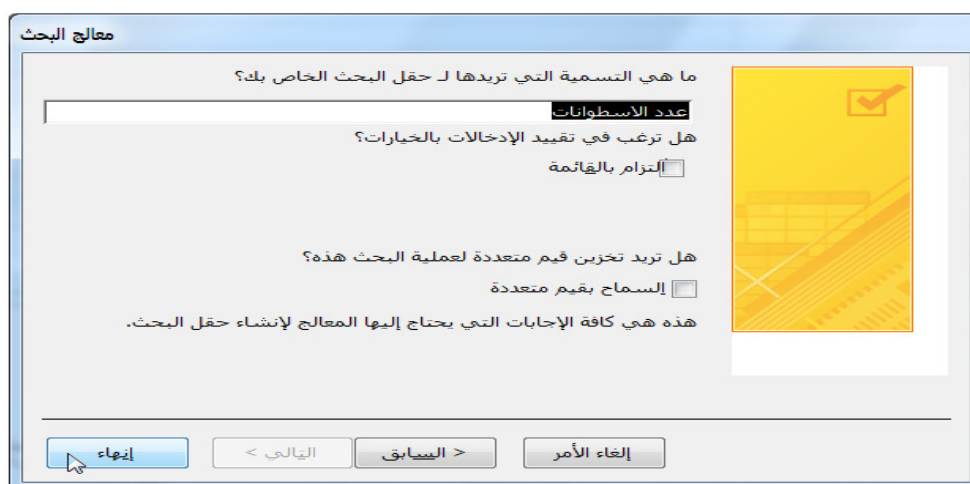 معالج البحث
ما هي التسمية التي تريدها لـ حقل البحث الخاص بك؟
عدد الاسطوانات
هل ترغب في تقييد الإدخالات بالخيارات؟
التزام بالقائمة
هل تريد تخزين قيم متعددة لعملية البحث هذه؟
السماح بقيم متعددة
هذه هي كافة الإجابات التي يحتاج إليها المعالج لإنشاء حقل البحث.
إلغاء الأمر
< السابق
التالي >
إنهاء